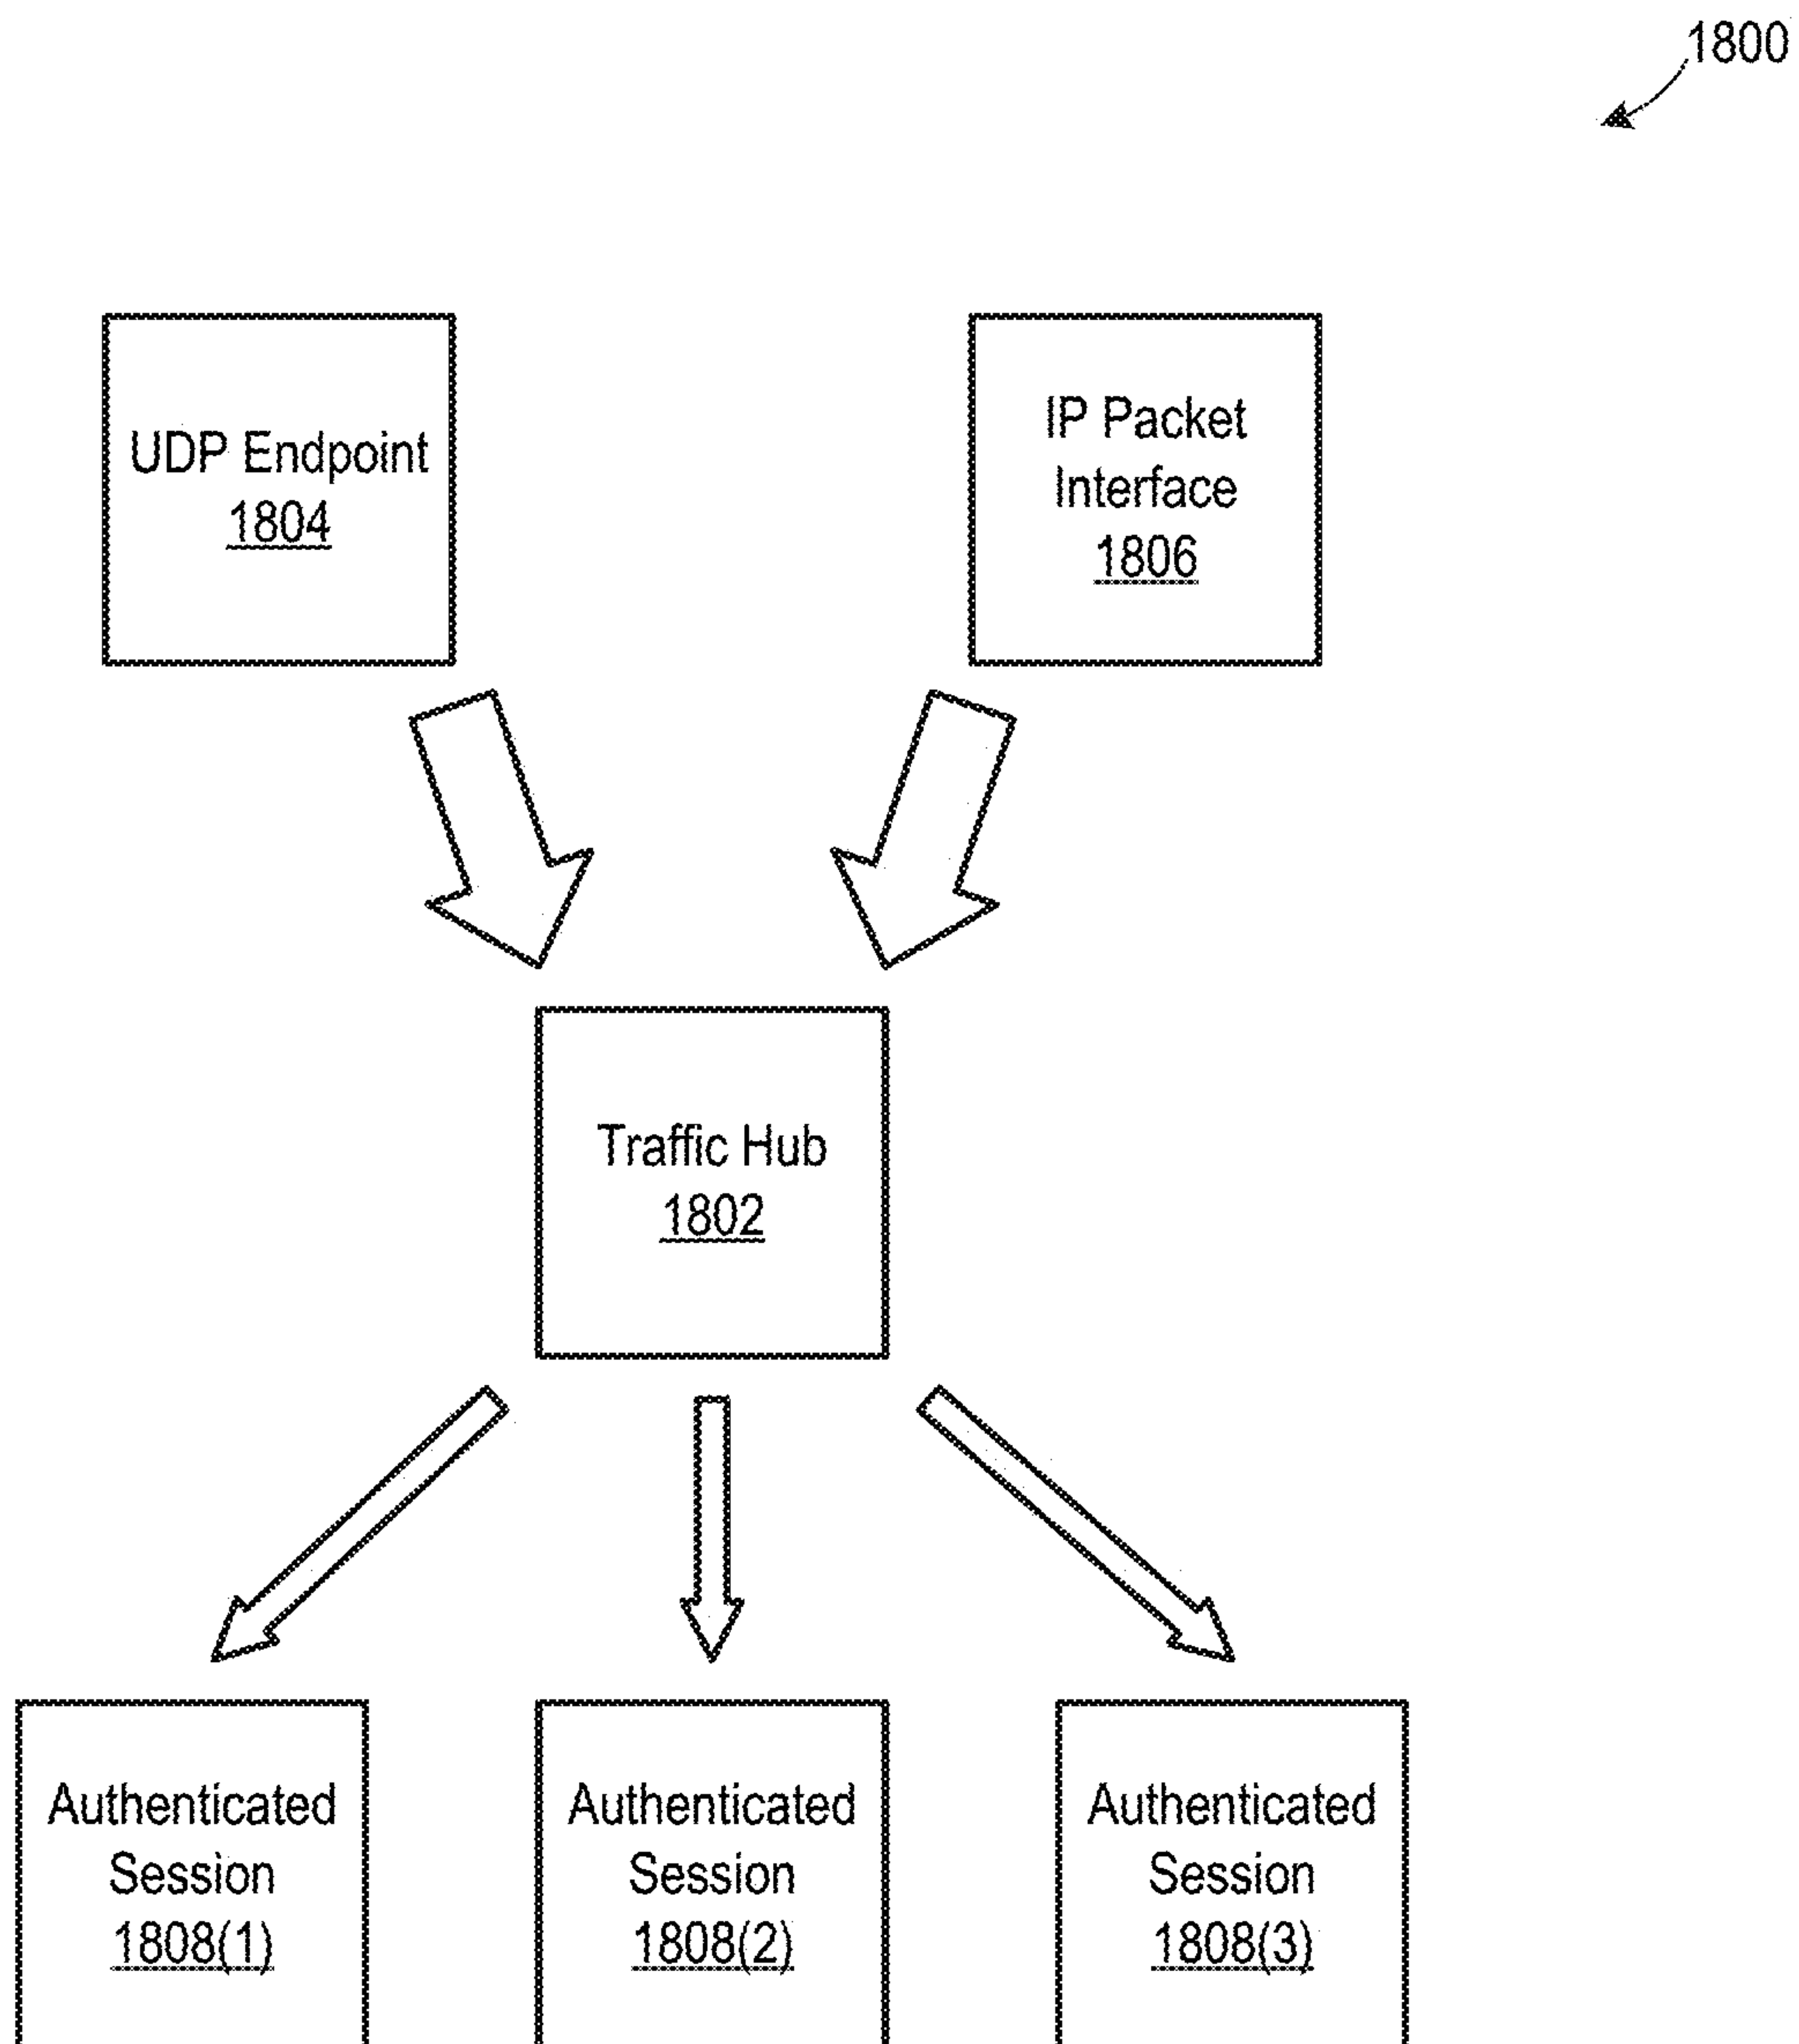 1800
UDP Endpoint
1804
IP Packet
Interface
1806
Traffic Hub
1802
Authenticated
Session
1808(1)
Authenticated
Session
1808(2)
Authenticated
Session
1808(3)